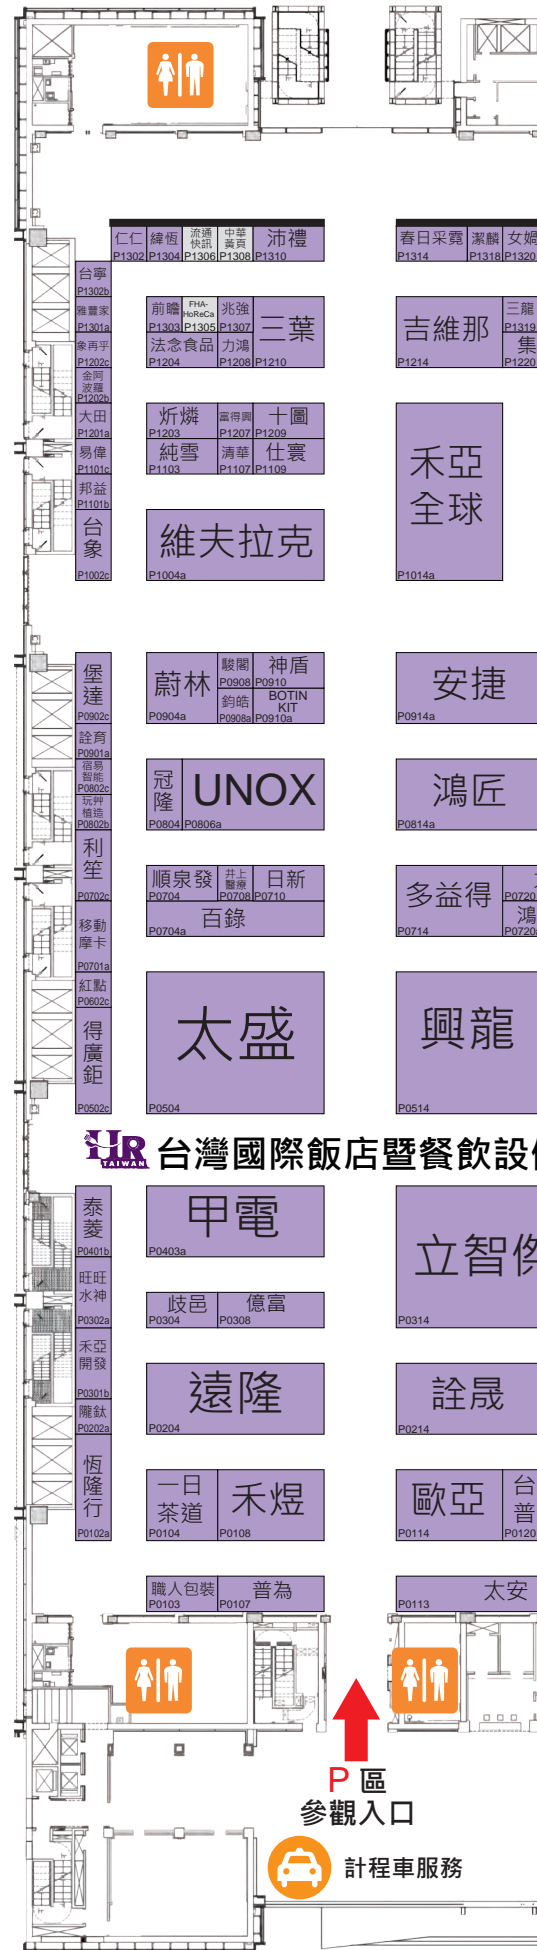 仁仁
P1302
緯恆
P1304
流通
快訊
P1306
中華
黃頁
P1308
沛禮
P1310
春日采霓
P1314
潔麟
P1318
女媧
P1320
台寧
P1302b
雅豐家
P1301a
象再乎
P1202c
金阿
波羅
P1202b
大田
P1201a
易偉
P1101c
邦益
P1101b
台
象
P1002c
前瞻
P1303
FHA-
HoReCa
P1305
兆強
P1307
三葉
P1210
法念食品
P1204
力鴻
P1208
吉維那
P1214
三龍
P1319
集
P1220
炘燐
P1203
富得興
P1207
十圖
P1209
純雪
P1103
清華
P1107
仕寰
P1109
禾亞
全球
P1014a
維夫拉克
P1004a
堡
達
P0902c
詮育
P0901a
宿易
智能
P0802c
玩艸
植造
P0802b
利
笙
P0702c
移動
摩卡
P0701a
紅點
P0602c
得
廣
鉅
P0502c
蔚林
P0904a
駿閣
P0908
神盾
P0910
鈞皓
P0908a
BOTIN
KIT
P0910a
安捷
P0914a
冠
隆
P0804
UNOX
P0806a
鴻匠
P0814a
順泉發
P0704
井上
醫療
P0708
日新
P0710
百錄
P0704a
多益得
P0714
P0720
鴻
太盛
P0504
興龍
P0514
HR
TAIWAN
台灣國際飯店暨餐飲設
泰
菱
P0401b
旺旺
水神
P0302a
禾亞
開發
P0301b
隴鈦
P0202a
恆
隆
行
P0102a
甲電
P0403a
立智傑
P0314
歧邑
P0304
億富
P0308
遠隆
P0204
詮晟
P0214
一日
茶道
P0104
禾煜
P0108
歐亞
P0114
台
普
P0120
職人包裝
P0103
普為
P0107
太安
P0113
P 區
參觀入口
計程車服務